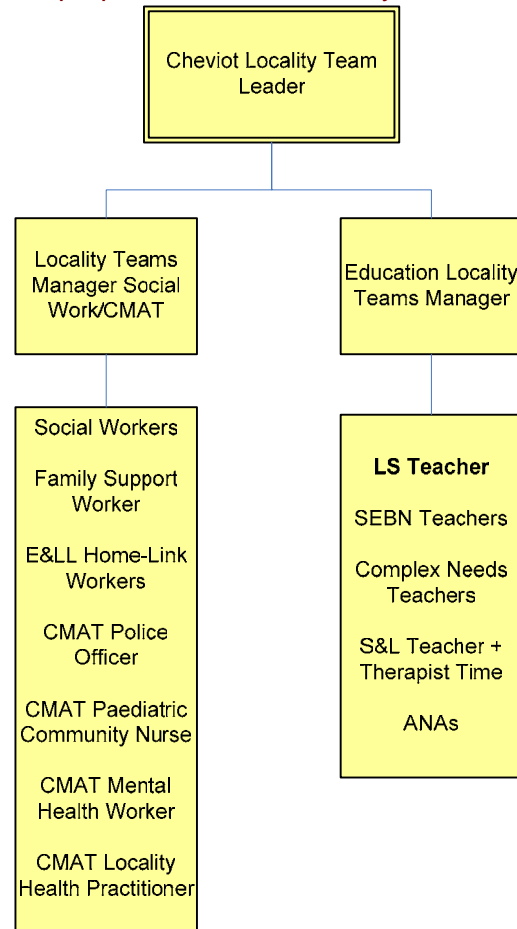 Cheviot Locality Team
Leader
Locality Teams
Manager Social
Work/CMAT
Education Locality
Teams Manager
Social Workers
Family Support
Worker
E&LL Home-Link
Workers
CMAT Police
Officer
CMAT Paediatric
Community Nurse
CMAT Mental
Health Worker
CMAT Locality
Health Practitioner
LS Teacher
SEBN Teachers
Complex Needs
Teachers
S&L Teacher +
Therapist Time
ANAs